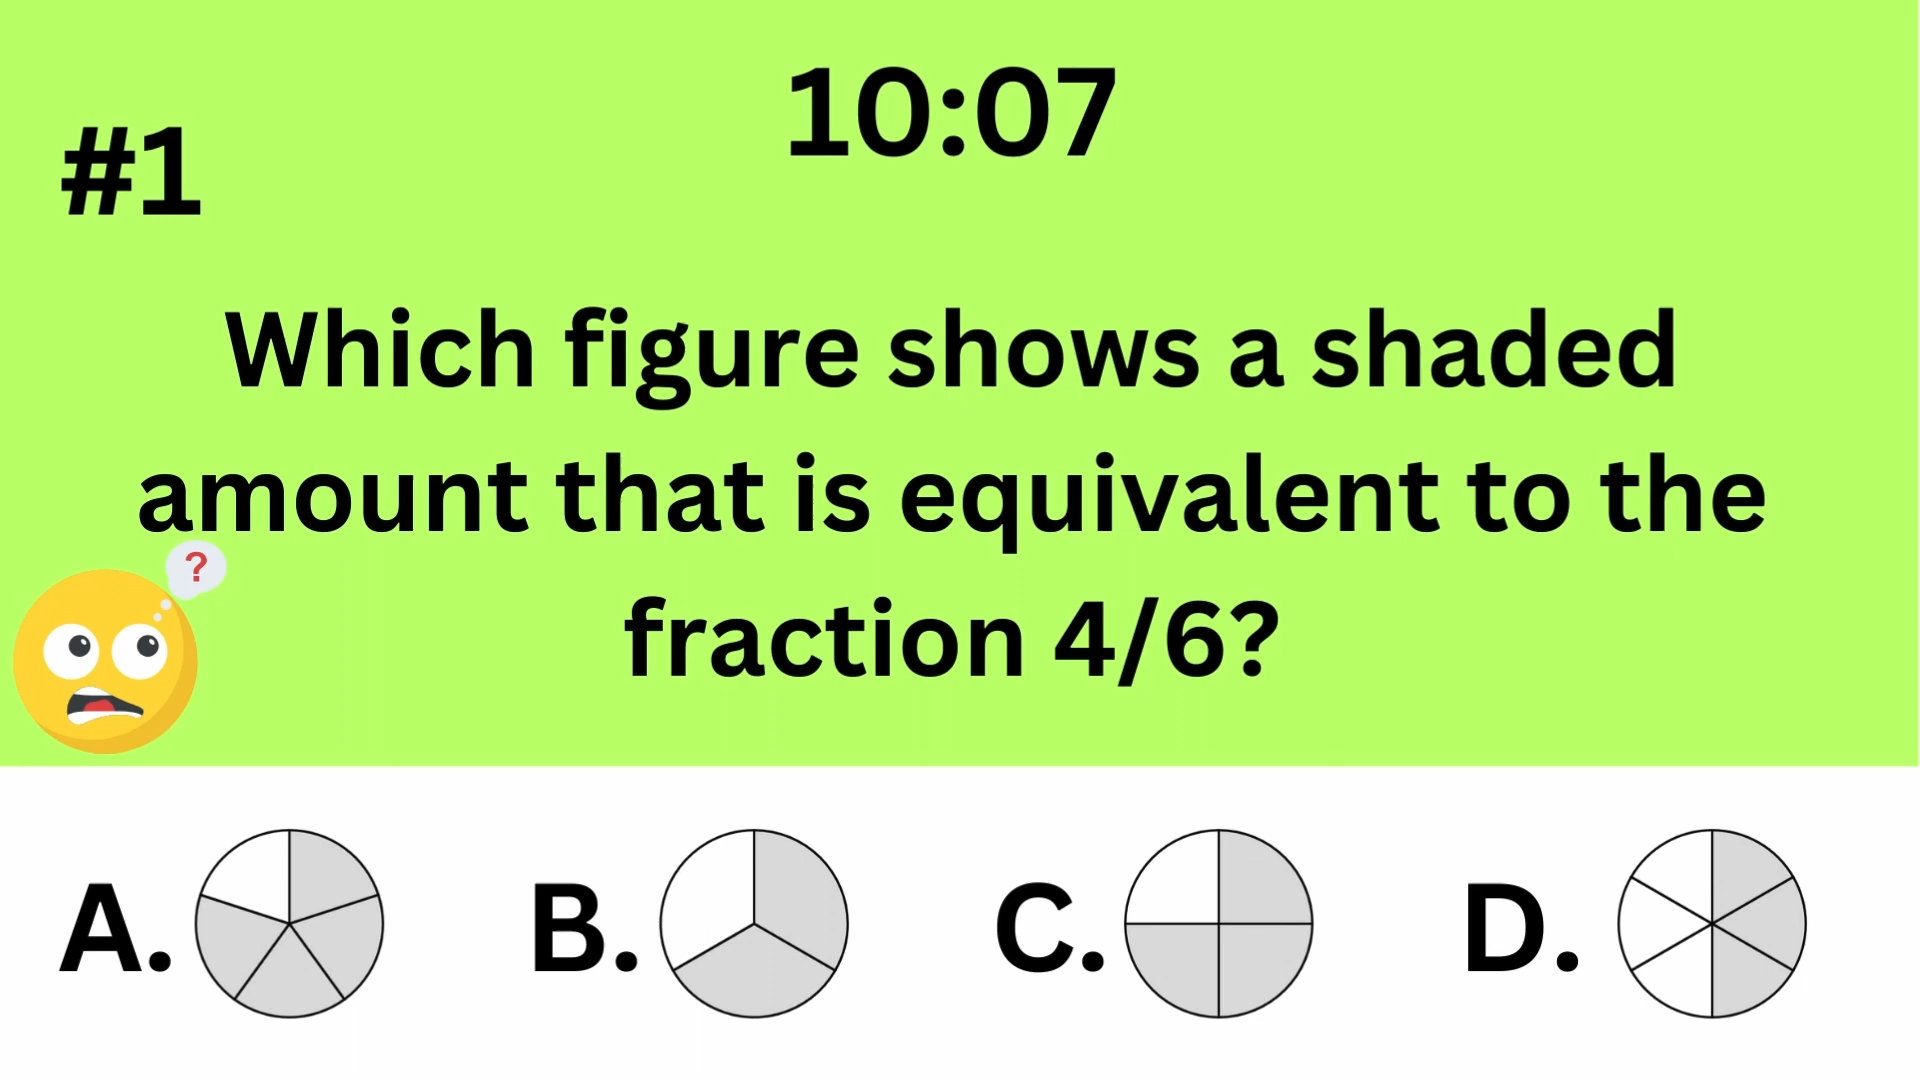 10:07
#1
Which figure shows a shaded
amount that is equivalent to the
fraction 4/6?
?
A. B. C. D.